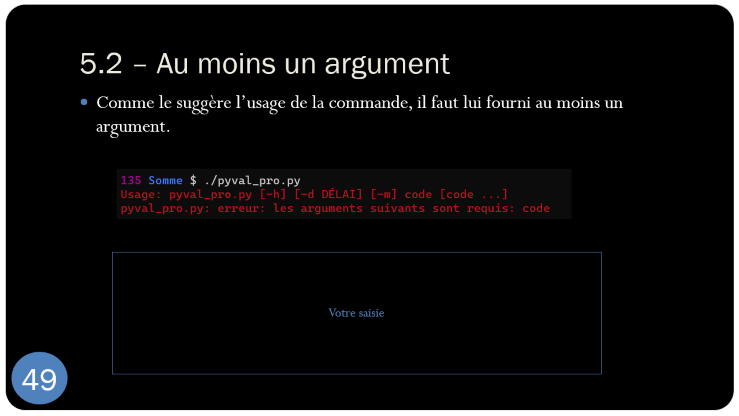 5.2 – Au moins un argument
• Comme le suggère l'usage de la commande, il faut lui fourni au moins un
argument.
135 Somme $ ./pyval_pro.py
Usage: pyval_pro.py [-h] [-d DÉLAI] [-m] code [code ...]
pyval_pro.py: erreur: les arguments suivants sont requis: code
Votre saisie
49